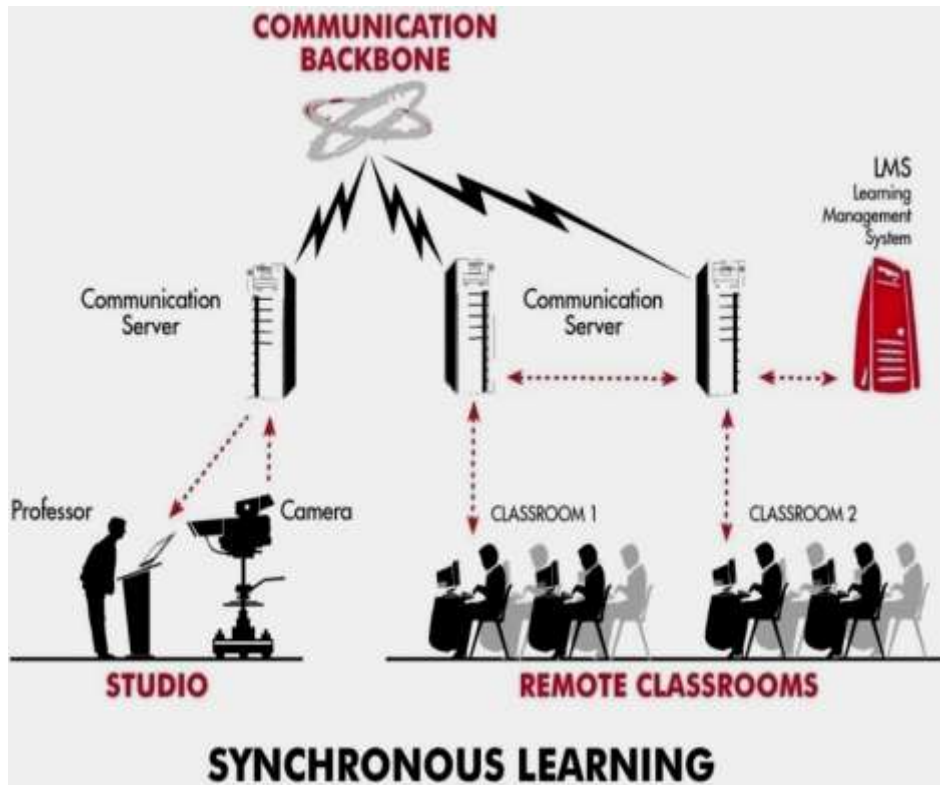 COMMUNICATION
BACKBONE
LMS
Learning
Management
System
Communication
Server
Communication
Server
Professor
Camera
CLASSROOM 1
CLASSROOM 2
STUDIO
REMOTE CLASSROOMS
SYNCHRONOUS LEARNING